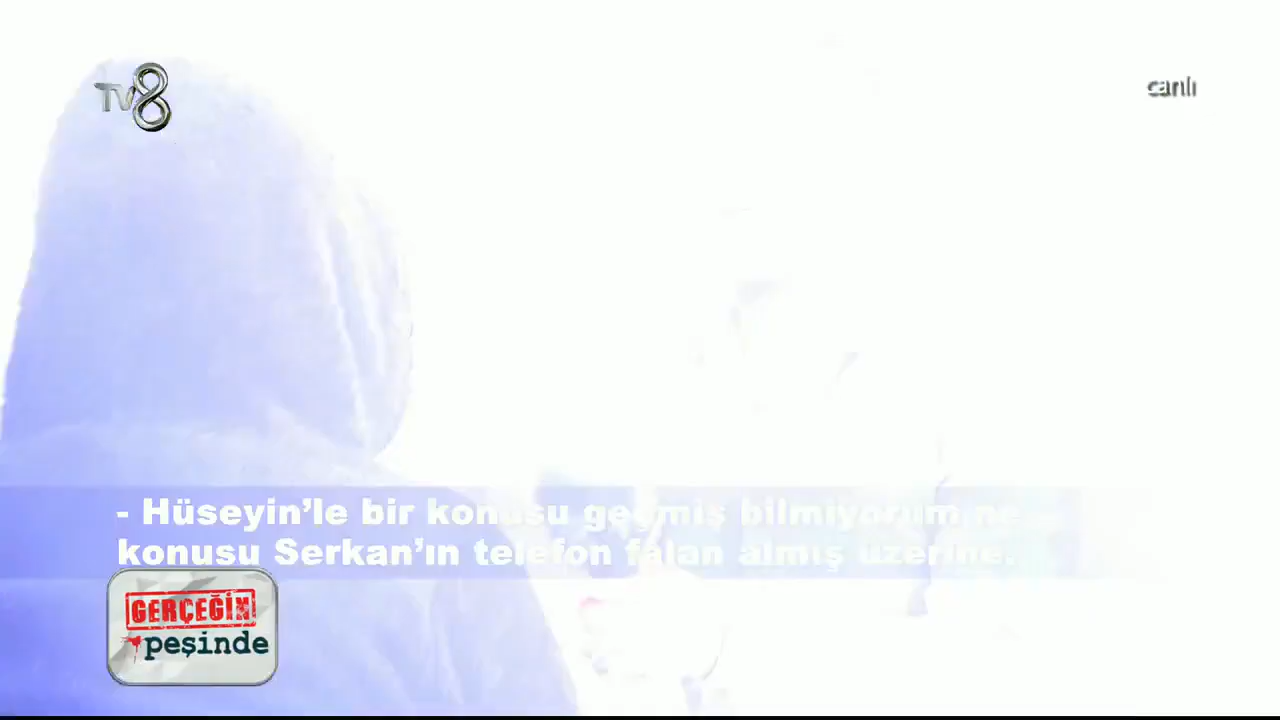 TV8
canlı
- Hüseyin'le bir konusu geçmiş bilmiyorum ne
konusu Serkan'ın telefon falan almış üzerine.
GERÇEĞİN
peşinde